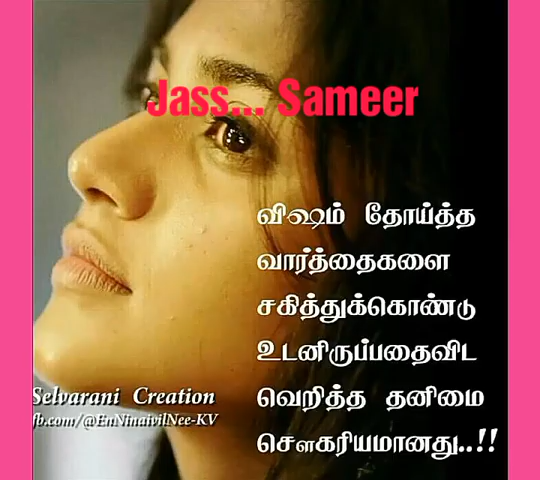 Jass... Sameer
விஷம் தோய்த்த
வார்த்தைகளை
சகித்துக்கொண்டு
உடனிருப்பதைவிட
வெறித்த தனிமை
சௌகரியமானது..!!
Selvarani Creation
fb.com/@EnNinaivilNee-KV